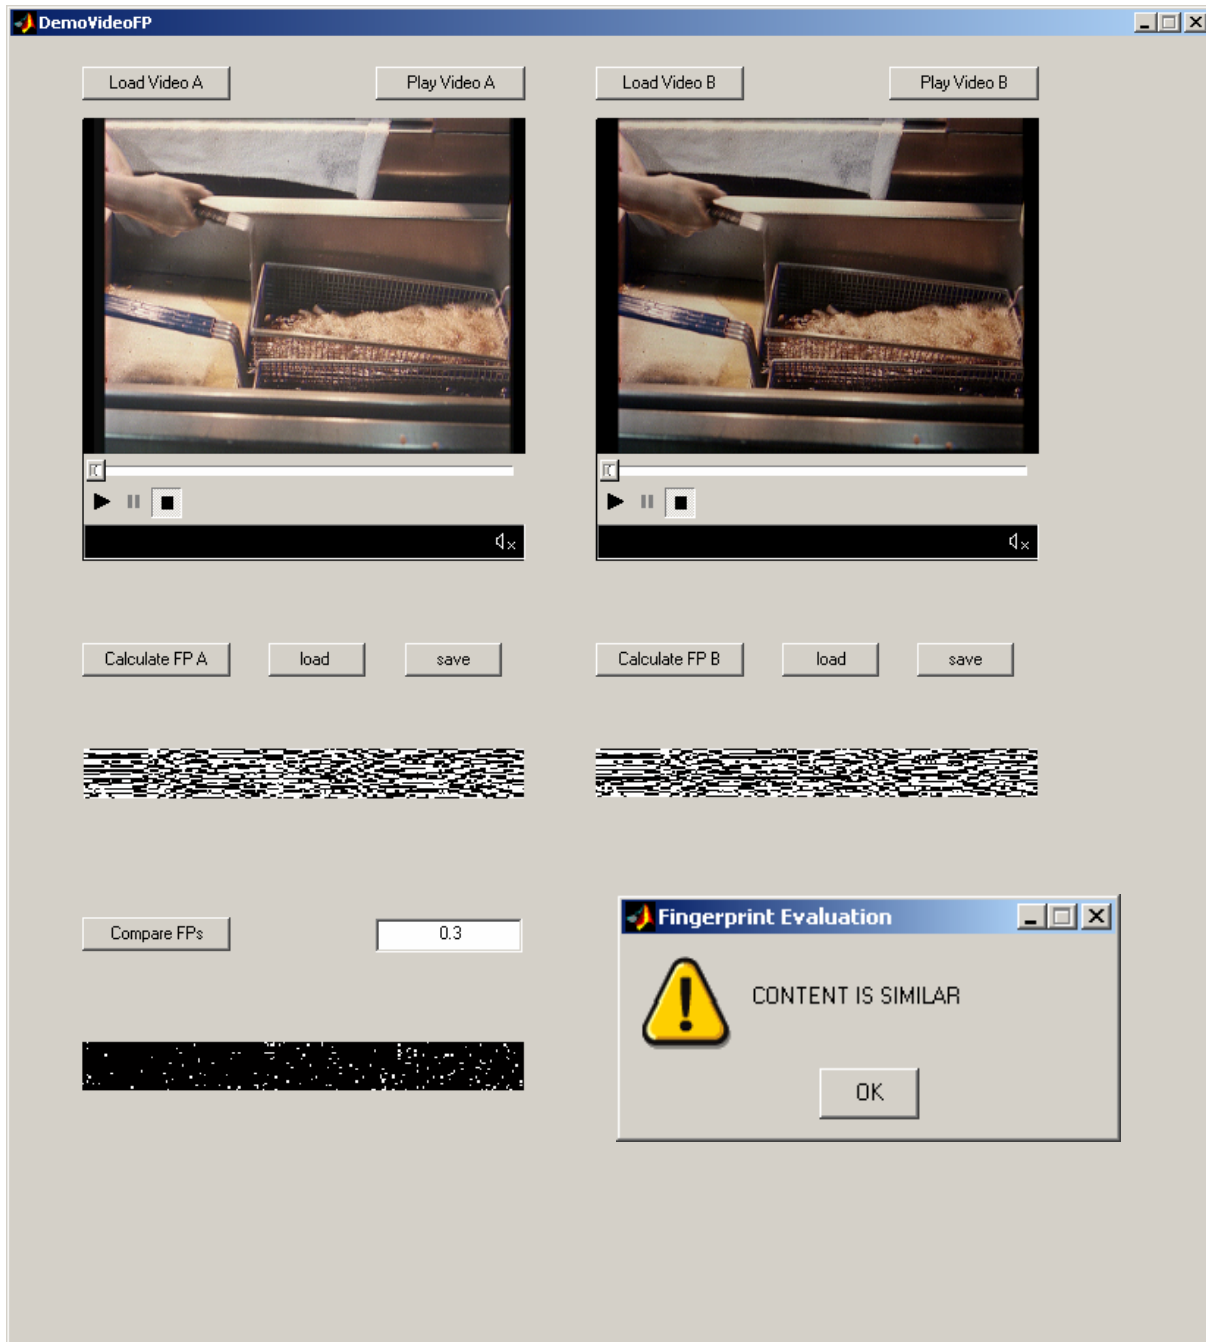 DemoVideoFP
Load Video A
Play Video A
Load Video B
Play Video B
Calculate FP A
load
save
Calculate FP B
load
save
Compare FPs
0.3
Fingerprint Evaluation
CONTENT IS SIMILAR
OK